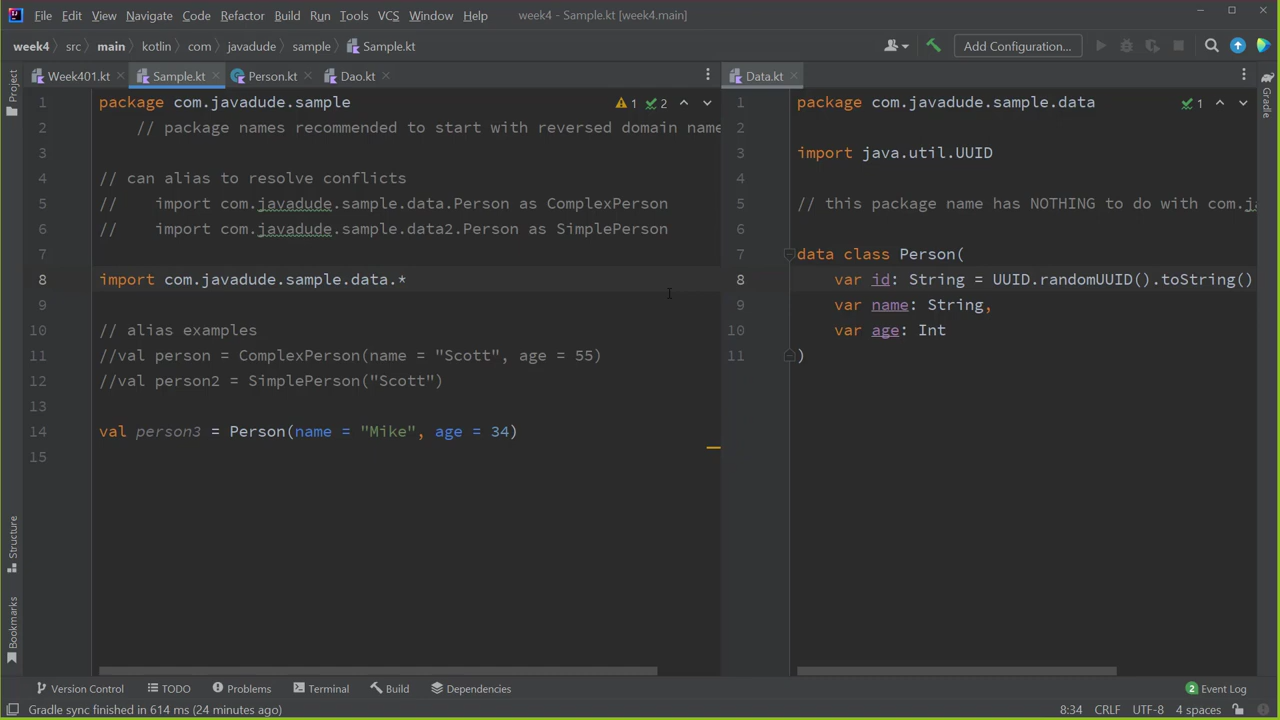 File Edit View Navigate Code Refactor Build Run Tools VCS Window Help week4 - Sample.kt [week4.main]
week4 src main kotlin com javadude sample Sample.kt Add Configuration...
Week401.kt Sample.kt Person.kt Dao.kt Data.kt
Project
Structure
Bookmarks
1 package com.javadude.sample 1 2
2 // package names recommended to start with reversed domain name
3
4 // can alias to resolve conflicts
5 // import com.javadude.sample.data.Person as ComplexPerson
6 // import com.javadude.sample.data2.Person as SimplePerson
7
8 import com.javadude.sample.data.*
9
10 // alias examples
11 //val person = ComplexPerson(name = "Scott", age = 55)
12 //val person2 = SimplePerson("Scott")
13
14 val person3 = Person(name = "Mike", age = 34)
15
1 package com.javadude.sample.data 1
2
3 import java.util.UUID
4
5 // this package name has NOTHING to do with com.ja
6
7 data class Person(
8 var id: String = UUID.randomUUID().toString()
9 var name: String,
10 var age: Int
11 )
Gradle
Version Control TODO Problems Terminal Build Dependencies 2 Event Log
Gradle sync finished in 614 ms (24 minutes ago) 8:34 CRLF UTF-8 4 spaces